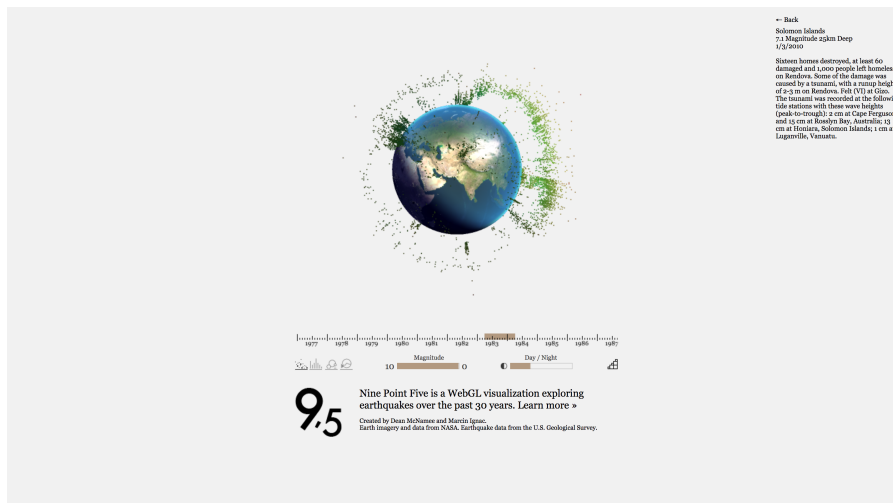 ← Back
Solomon Islands
7.1 Magnitude 25km Deep
1/3/2010
Sixteen homes destroyed, at least 60
damaged and 1,000 people left homeles
on Rendova. Some of the damage was
caused by a tsunami, with a runup heigh
of 2-3 m on Rendova. Felt (VI) at Gizo.
The tsunami was recorded at the followi
tide stations with these wave heights
(peak-to-trough): 2 cm at Cape Ferguso
and 15 cm at Rosslyn Bay, Australia; 13
cm at Honiara, Solomon Islands; 1 cm a
Luganville, Vanuatu.
1977 1978 1979 1980 1981 1982 1983 1984 1985 1986 1987
Magnitude Day / Night
10 0
9.5
Nine Point Five is a WebGL visualization exploring
earthquakes over the past 30 years. Learn more »
Created by Dean McNamee and Marcin Ignac.
Earth imagery and data from NASA. Earthquake data from the U.S. Geological Survey.